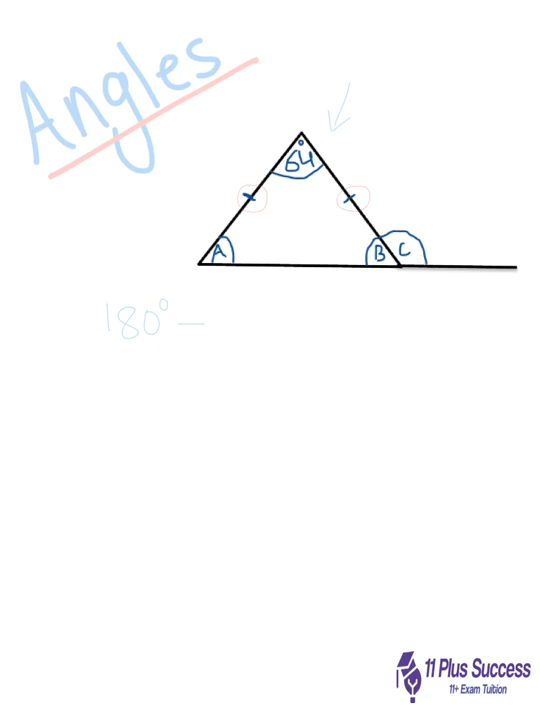 Angles
64°
A
B C
180° –
11 Plus Success
11+ Exam Tuition